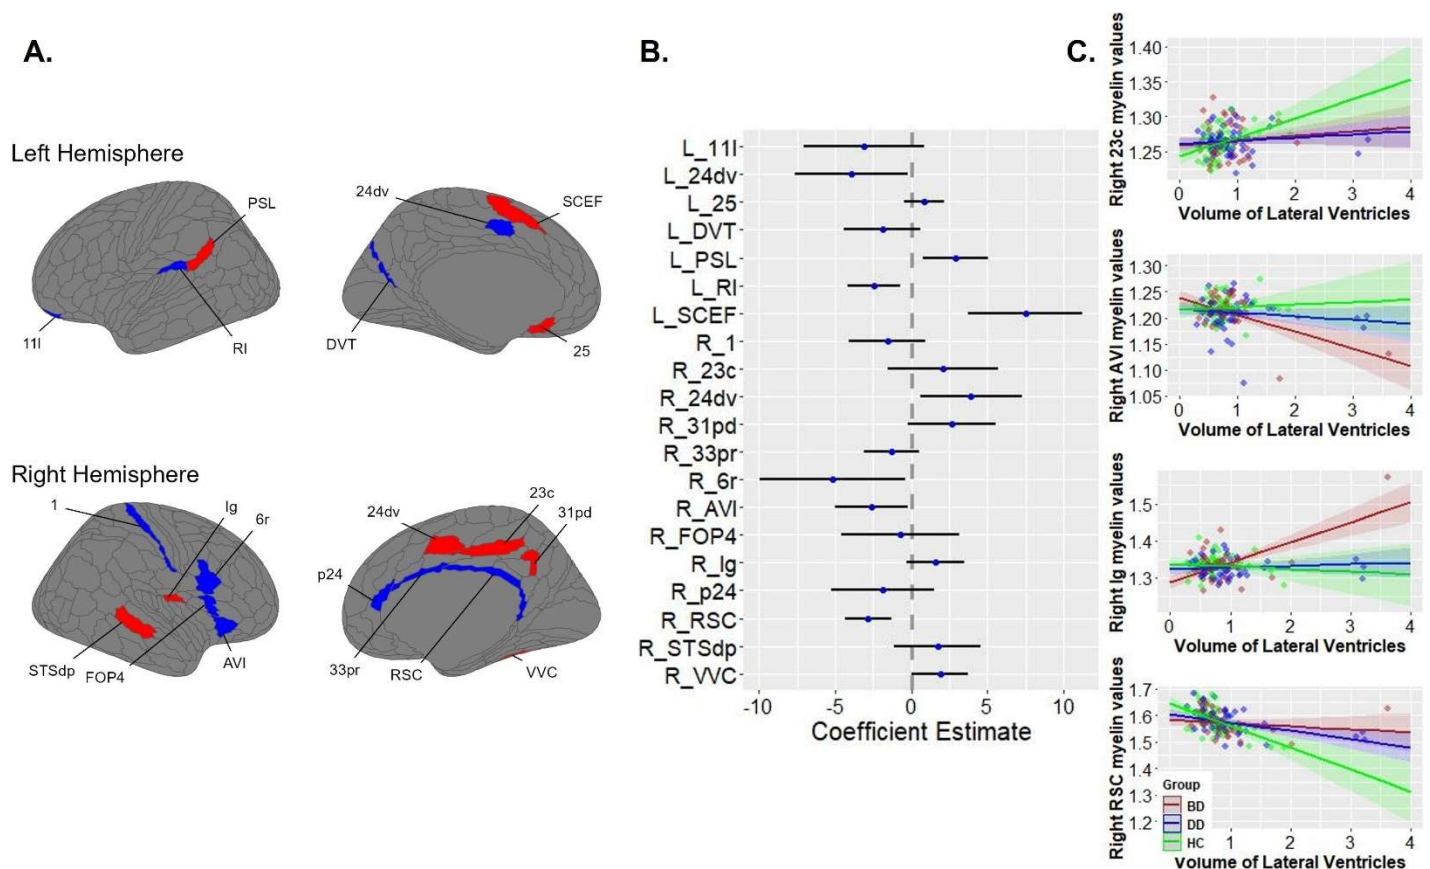 A.
Left Hemisphere
PSL
11l
RI
24dv
SCEF
DVT
25
Right Hemisphere
1
Ig
6r
STSdp
FOP4
AVI
24dv
23c
31pd
p24
33pr
RSC
VVC
B.
L_11l
L_24dv
L_25
L_DVT
L_PSL
L_RI
L_SCEF
R_1
R_23c
R_24dv
R_31pd
R_33pr
R_6r
R_AVI
R_FOP4
R_Ig
R_p24
R_RSC
R_STSdp
R_VVC
-10 -5 0 5 10
Coefficient Estimate
C.
Right 23c myelin values
1.40
1.35
1.30
1.25
0 1 2 3 4
Volume of Lateral Ventricles
Right AVI myelin values
1.30
1.25
1.20
1.15
1.10
1.05
0 1 2 3 4
Volume of Lateral Ventricles
Right Ig myelin values
1.5
1.4
1.3
0 1 2 3 4
Volume of Lateral Ventricles
Right RSC myelin values
1.7
1.6
1.5
1.4
1.3
1.2
Group
BD
DD
HC
1 2 3 4
Volume of Lateral Ventricles